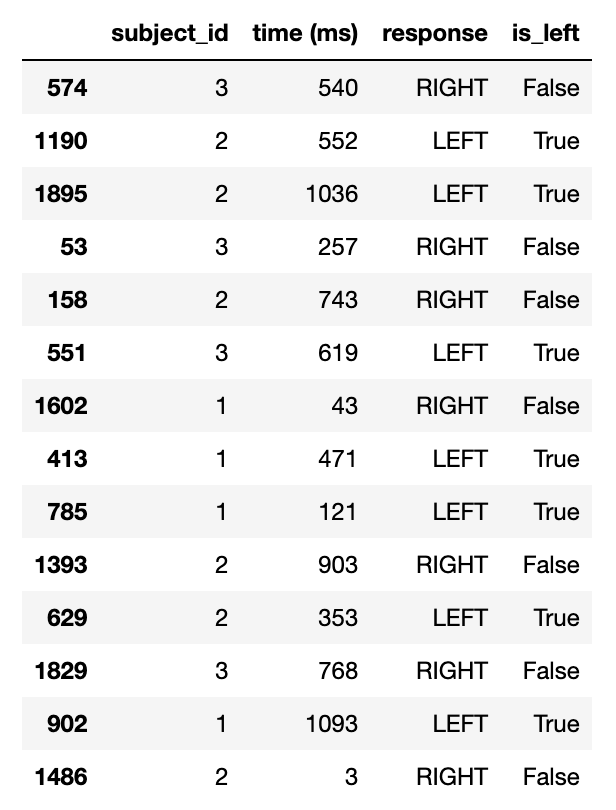 subject_id time (ms) response is_left
574 3 540 RIGHT False
1190 2 552 LEFT True
1895 2 1036 LEFT True
53 3 257 RIGHT False
158 2 743 RIGHT False
551 3 619 LEFT True
1602 1 43 RIGHT False
413 1 471 LEFT True
785 1 121 LEFT True
1393 2 903 RIGHT False
629 2 353 LEFT True
1829 3 768 RIGHT False
902 1 1093 LEFT True
1486 2 3 RIGHT False